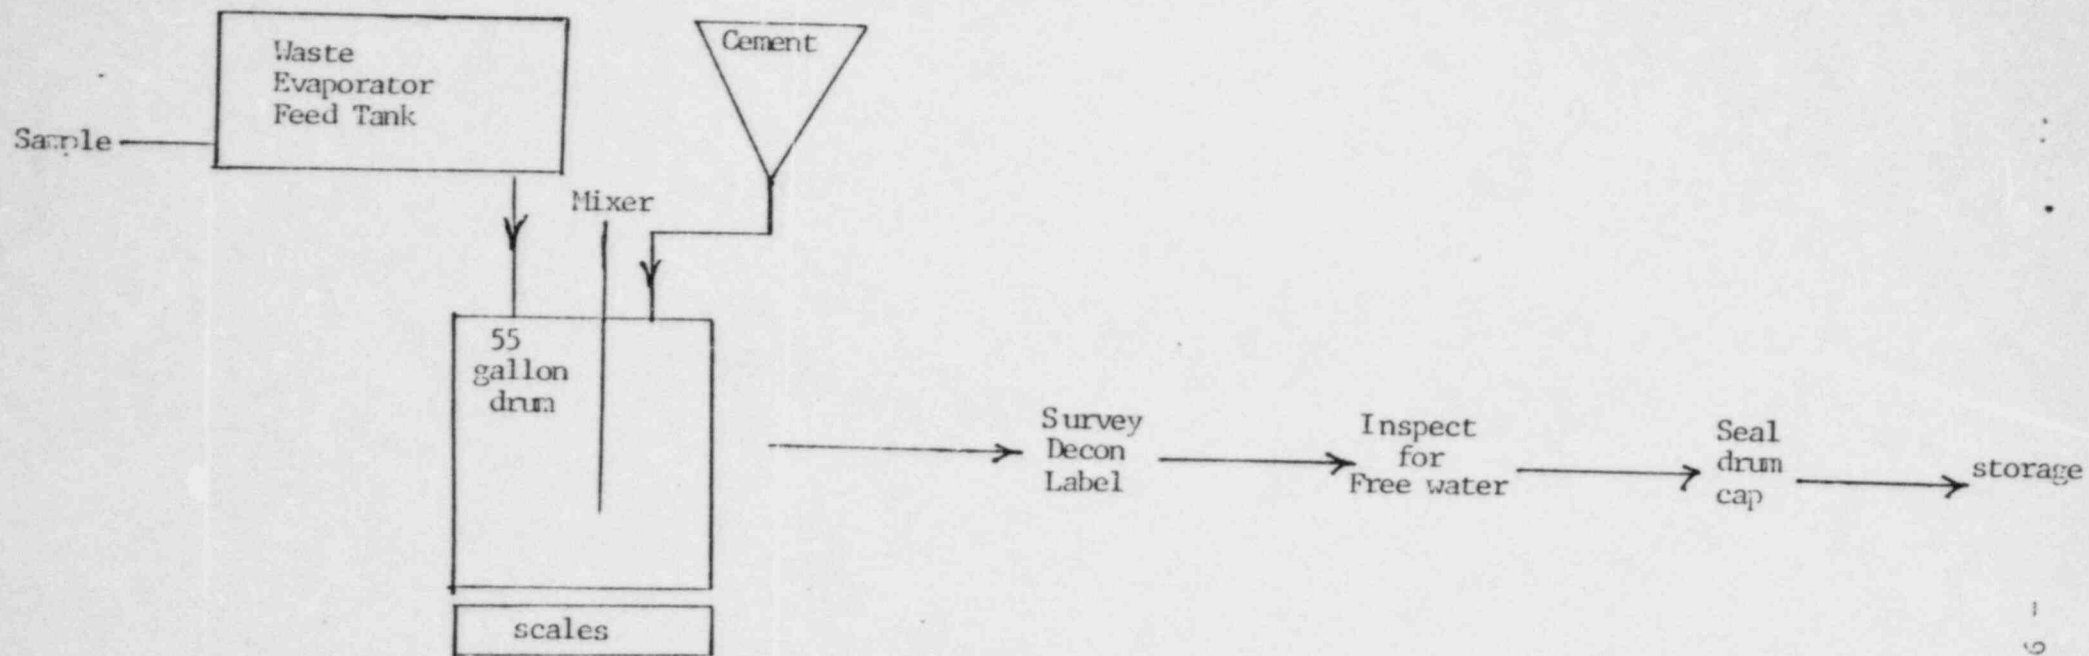 Waste
Evaporator
Feed Tank
Cement
Sample
Mixer
55
gallon
drum
Survey
Decon
Label
Inspect
for
Free water
Seal
drum
cap
storage
scales
- 6